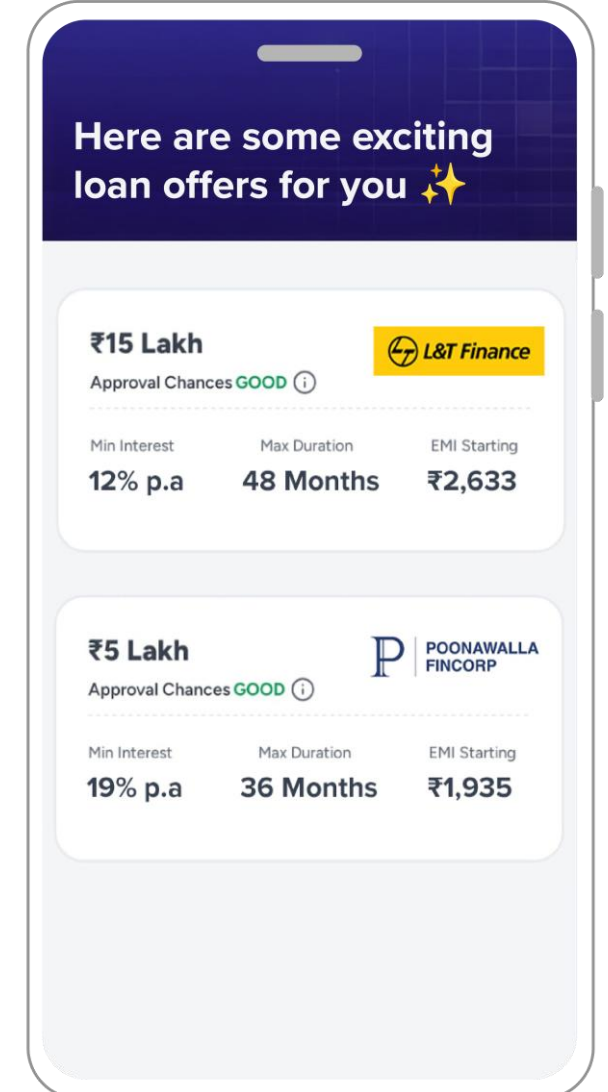 Here are some exciting
loan offers for you ✨
₹15 Lakh
L&T Finance
Approval Chances GOOD
Min Interest Max Duration EMI Starting
12% p.a 48 Months ₹2,633
₹5 Lakh
POONAWALLA
FINCORP
Approval Chances GOOD
Min Interest Max Duration EMI Starting
19% p.a 36 Months ₹1,935